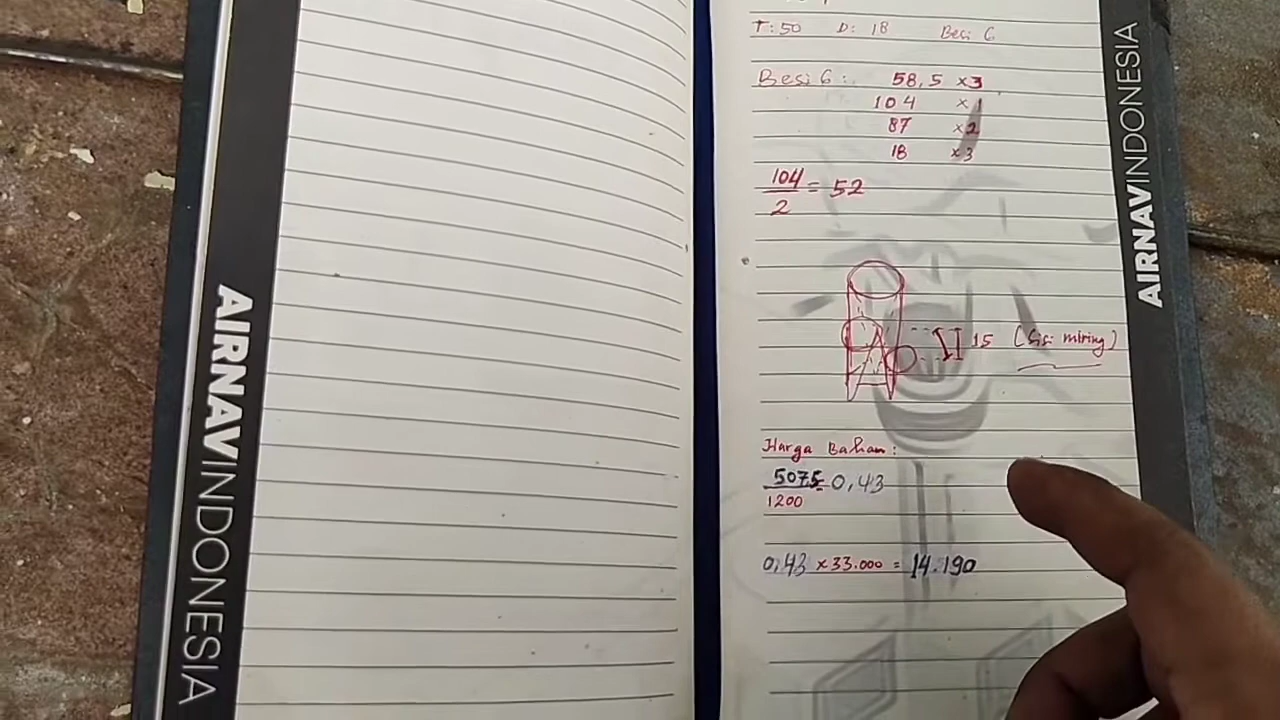 T: 50 D: 18 Besi 6
Besi 6 : 58,5 x3
104 x1
87 x2
18 x3
104
2
= 52
15 (sisi miring)
Harga Bahan :
5075
1200
= 0,43
0,43 x 33.000 = 14.190
AIRNAVINDONESIA
AIRNAVINDONESIA